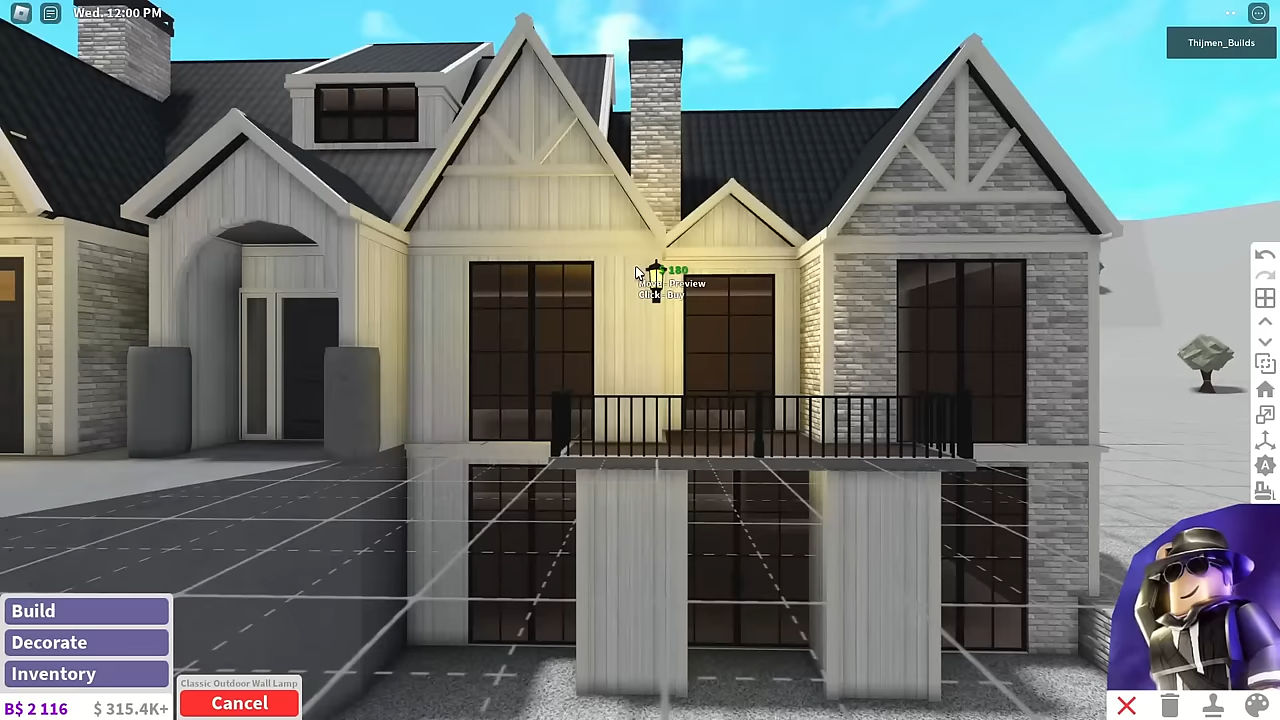 Wed. 12:00 PM
Thijmen_Builds
$ 180
Move - Preview
Click - Buy
Build
Decorate
Inventory
Classic Outdoor Wall Lamp
Cancel
B$ 2 116
$ 315.4K+
A